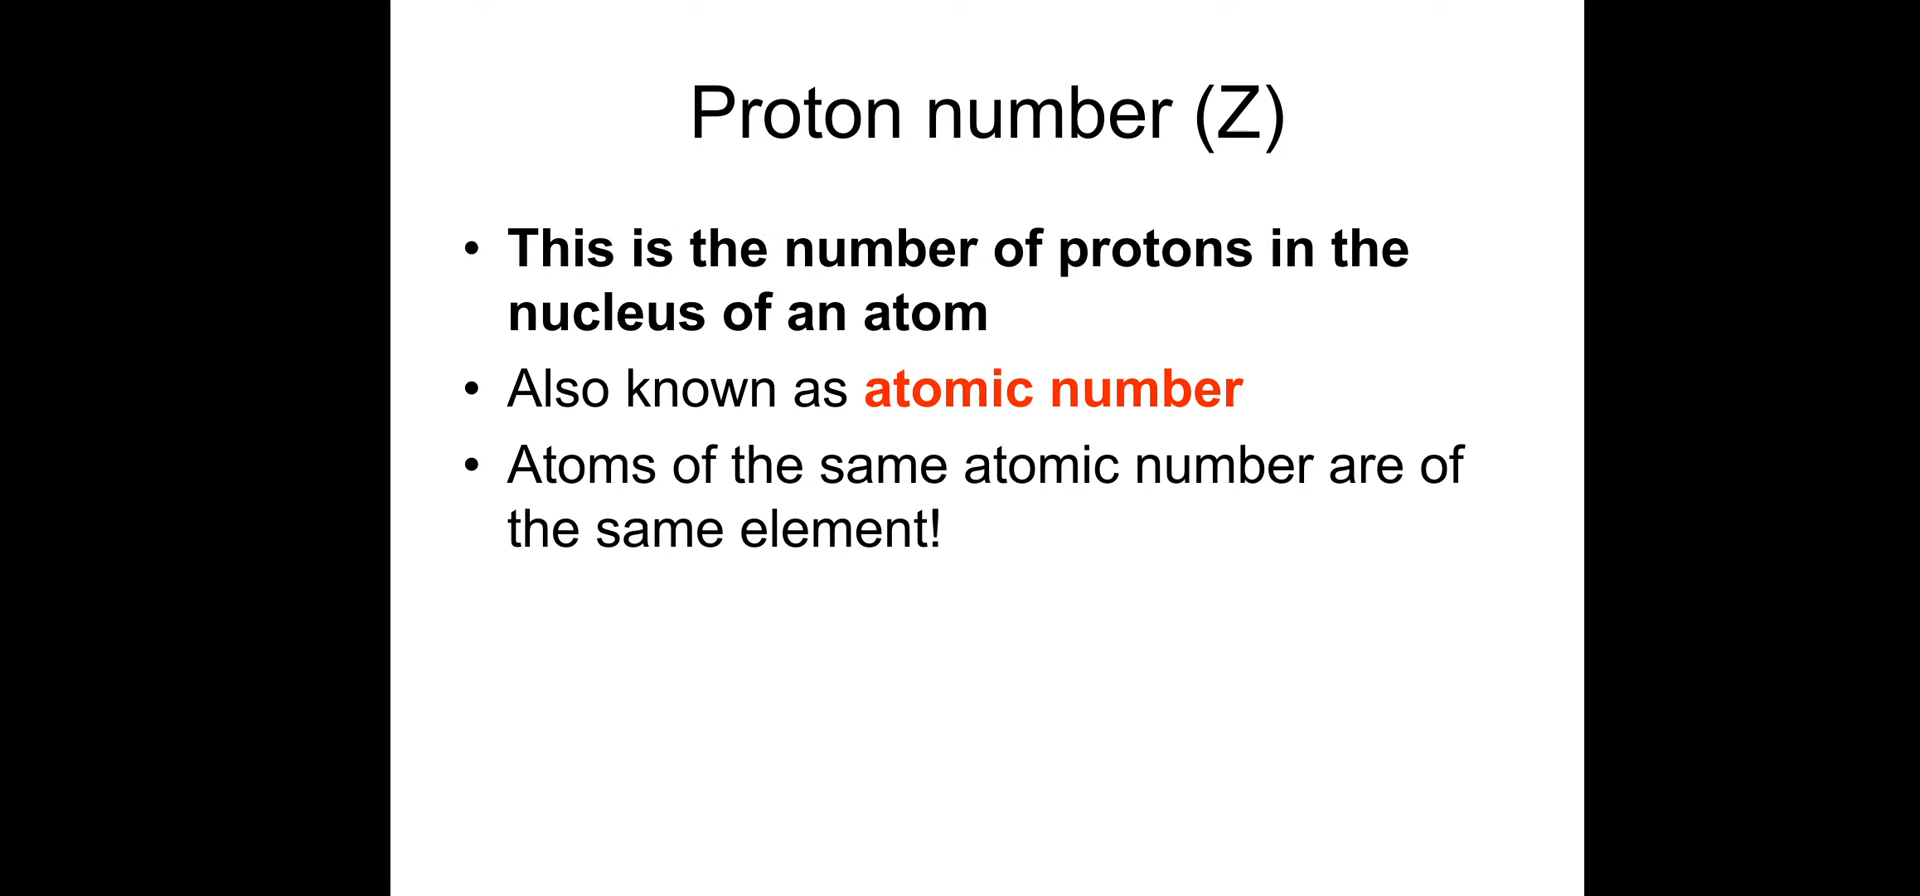 Proton number (Z)
• This is the number of protons in the
nucleus of an atom
• Also known as atomic number
• Atoms of the same atomic number are of
the same element!